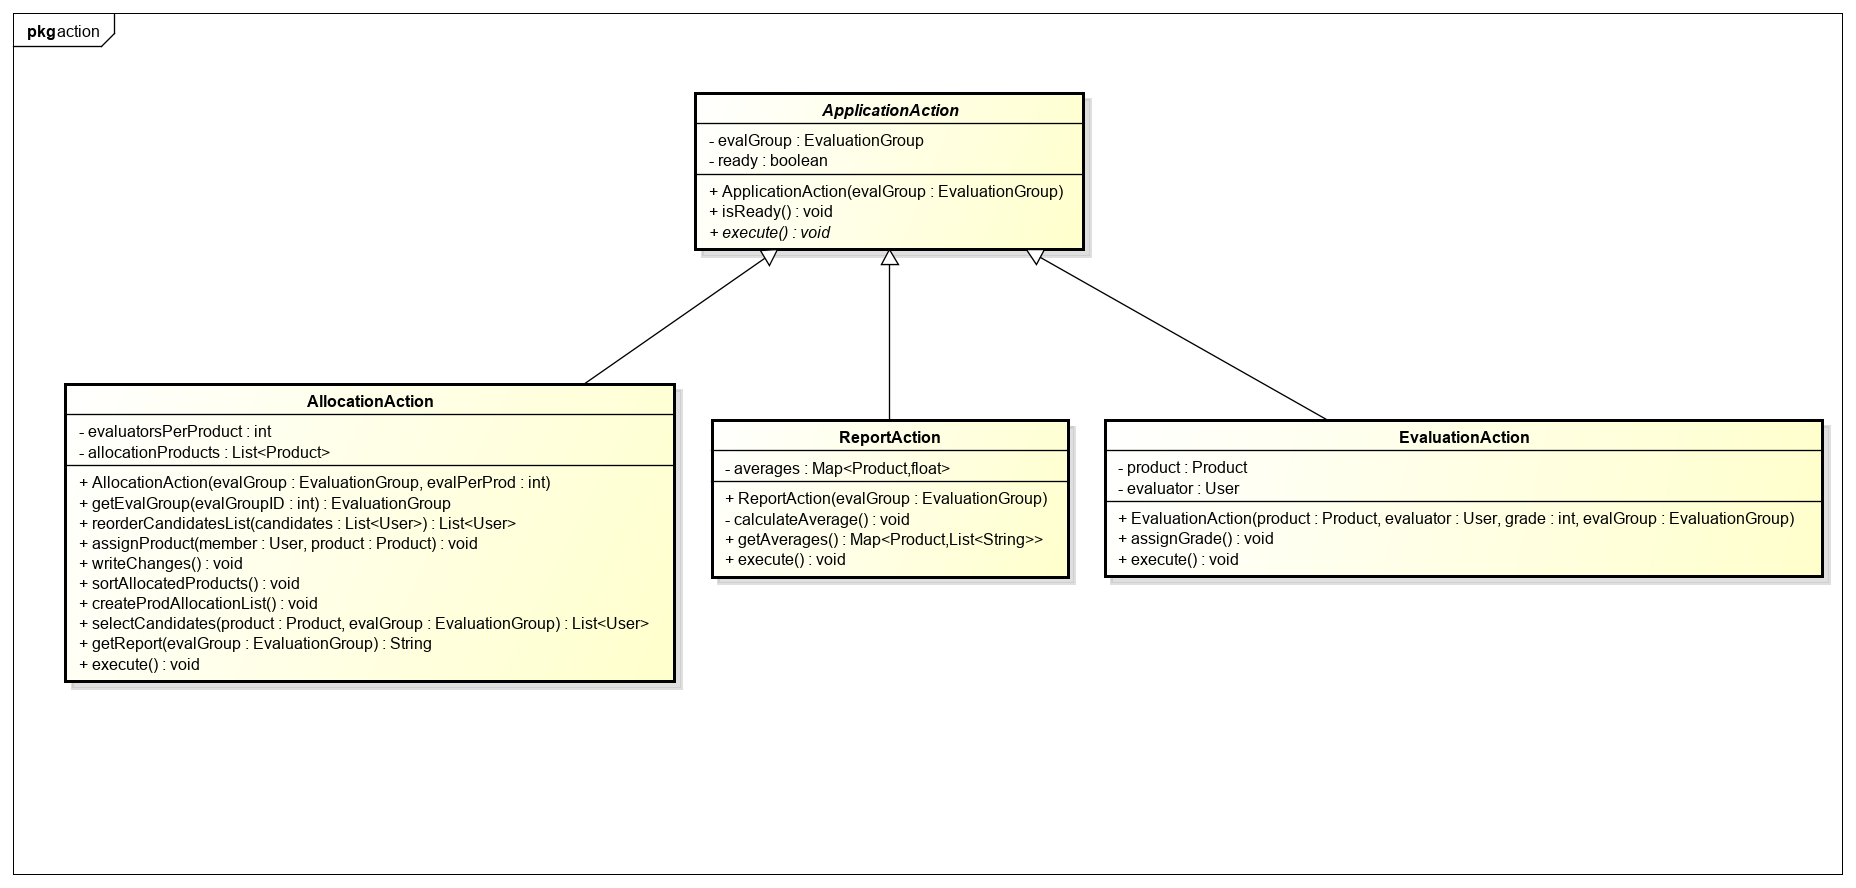 pkg action
ApplicationAction
- evalGroup : EvaluationGroup
- ready : boolean
+ ApplicationAction(evalGroup : EvaluationGroup)
+ isReady() : void
+ execute() : void
AllocationAction
- evaluatorsPerProduct : int
- allocationProducts : List<Product>
+ AllocationAction(evalGroup : EvaluationGroup, evalPerProd : int)
+ getEvalGroup(evalGroupID : int) : EvaluationGroup
+ reorderCandidatesList(candidates : List<User>) : List<User>
+ assignProduct(member : User, product : Product) : void
+ writeChanges() : void
+ sortAllocatedProducts() : void
+ createProdAllocationList() : void
+ selectCandidates(product : Product, evalGroup : EvaluationGroup) : List<User>
+ getReport(evalGroup : EvaluationGroup) : String
+ execute() : void
ReportAction
- averages : Map<Product,float>
+ ReportAction(evalGroup : EvaluationGroup)
- calculateAverage() : void
+ getAverages() : Map<Product,List<String>>
+ execute() : void
EvaluationAction
- product : Product
- evaluator : User
+ EvaluationAction(product : Product, evaluator : User, grade : int, evalGroup : EvaluationGroup)
+ assignGrade() : void
+ execute() : void